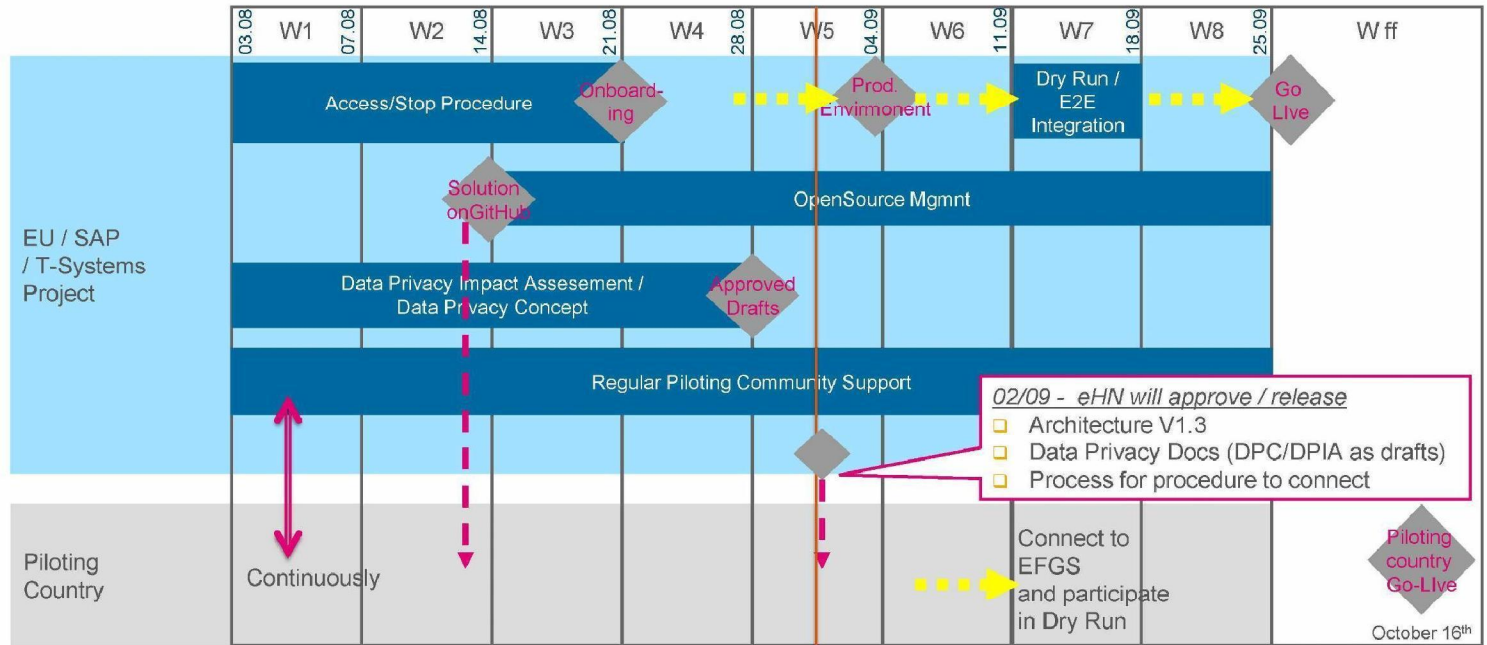 03.08
W1
07.08
W2
14.08
W3
21.08
W4
28.08
W5
04.09
W6
11.09
W7
18.09
W8
25.09
W ff
EU / SAP
/ T-Systems
Project
Access/Stop Procedure
Onboard-
ing
Prod.
Envirmonent
Dry Run /
E2E
Integration
Go
LIve
Solution
onGitHub
OpenSource Mgmnt
Data Privacy Impact Assesement /
Data Privacy Concept
Approved
Drafts
Regular Piloting Community Support
02/09 - eHN will approve / release
Architecture V1.3
Data Privacy Docs (DPC/DPIA as drafts)
Process for procedure to connect
Piloting
Country
Continuously
Connect to
EFGS
and participate
in Dry Run
Piloting
country
Go-LIve
October 16th